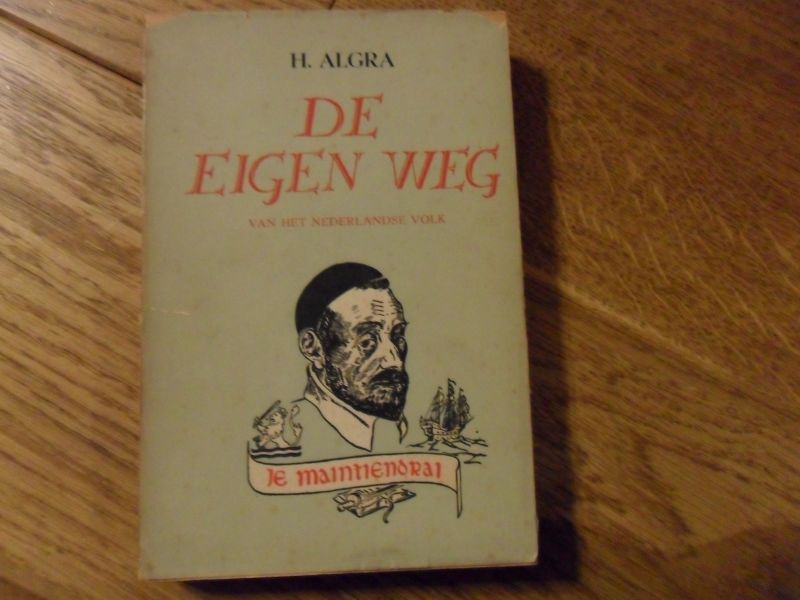 H. ALGRA
DE
EIGEN WEG
VAN HET NEDERLANDSE VOLK
JE MAINTIENDRAI